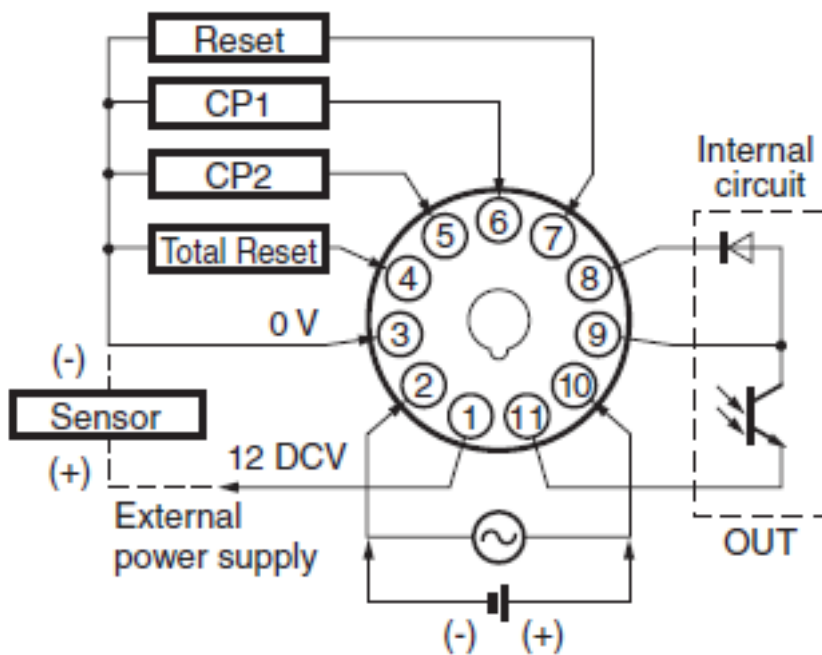 Reset
CP1
CP2
Total Reset
Internal
circuit
6
5
7
4
8
0 V
3
9
(-)
2
10
Sensor
1
11
(+)
12 DCV
External
power supply
OUT
(-)
(+)